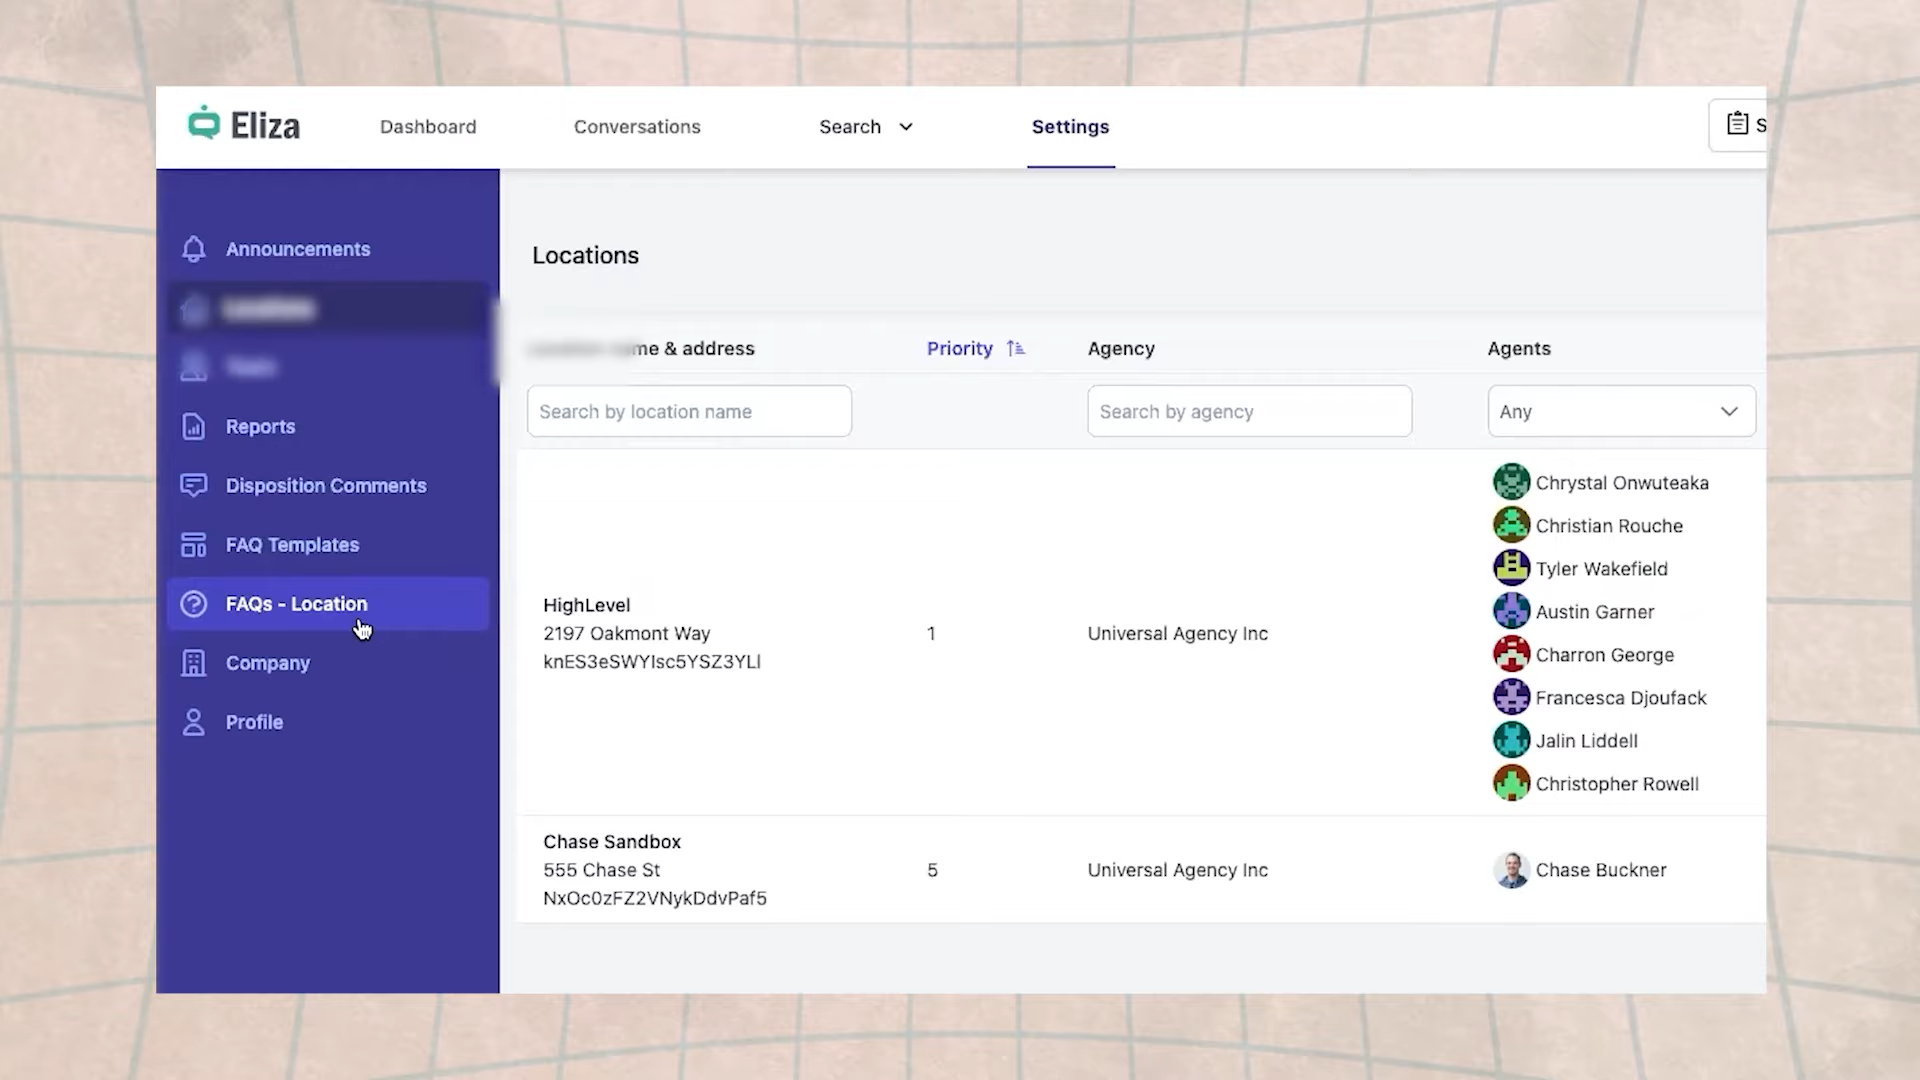 Eliza
Dashboard
Conversations
Search
Settings
S
Announcements
Reports
Disposition Comments
FAQ Templates
FAQs - Location
Company
Profile
Locations
me & address
Priority
Agency
Agents
Search by location name
Search by agency
Any
HighLevel
2197 Oakmont Way
knES3eSWYIsc5YSZ3YLl
1
Universal Agency Inc
Chrystal Onwuteaka
Christian Rouche
Tyler Wakefield
Austin Garner
Charron George
Francesca Djoufack
Jalin Liddell
Christopher Rowell
Chase Sandbox
555 Chase St
NxOc0zFZ2VNykDdvPaf5
5
Universal Agency Inc
Chase Buckner